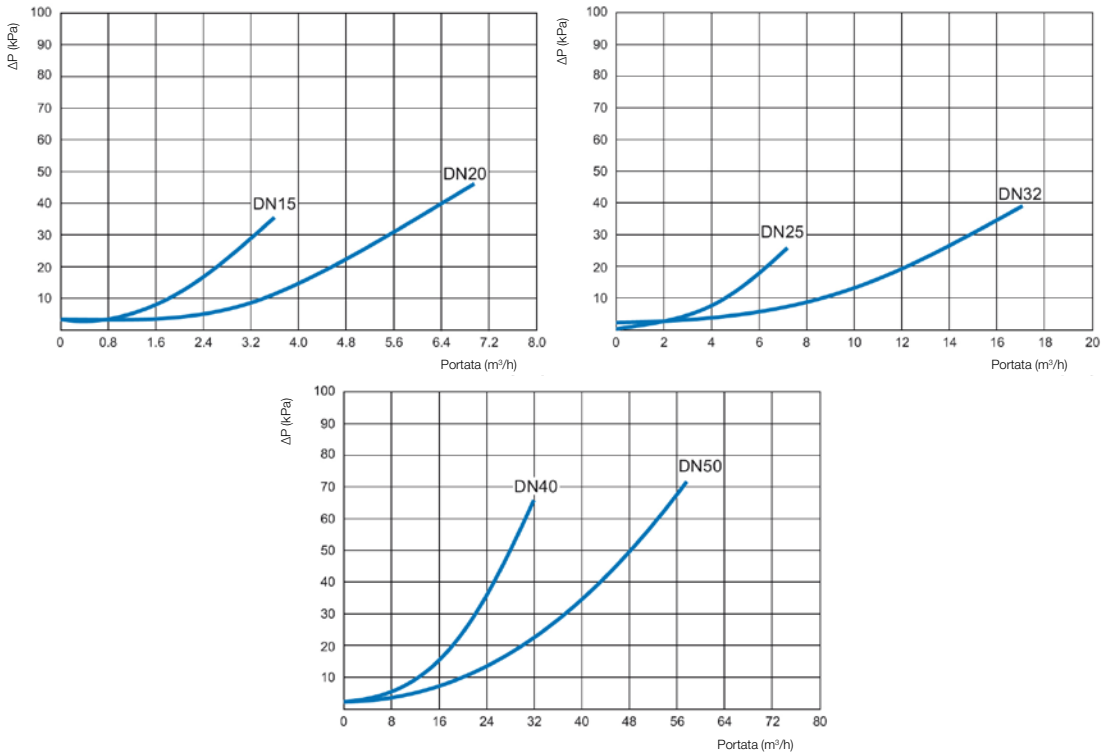 ΔP (kPa)
100
90
80
70
60
50
40
30
20
10
DN15
DN20
0 0.8 1.6 2.4 3.2 4.0 4.8 5.6 6.4 7.2 8.0
Portata (m³/h)
ΔP (kPa)
100
90
80
70
60
50
40
30
20
10
DN25
DN32
0 2 4 6 8 10 12 14 16 18 20
Portata (m³/h)
ΔP (kPa)
100
90
80
70
60
50
40
30
20
10
DN40
DN50
0 8 16 24 32 40 48 56 64 72 80
Portata (m³/h)